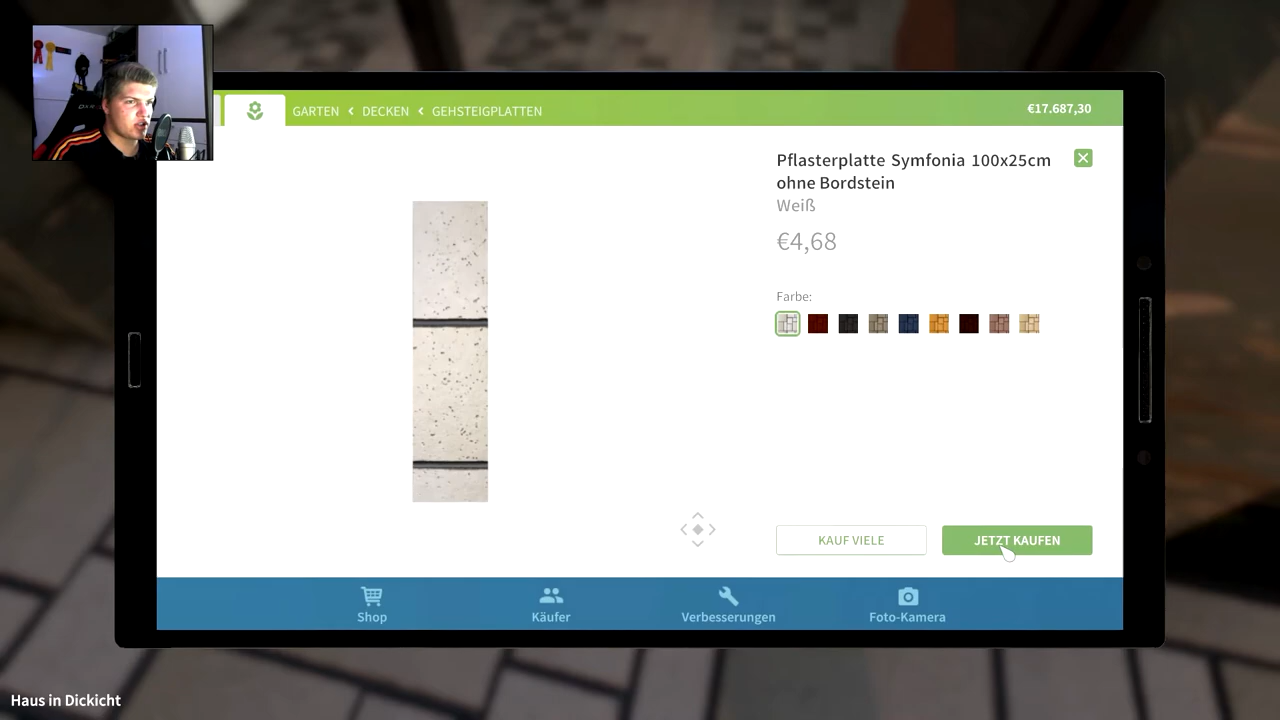 GARTEN < DECKEN < GEHSTEIGPLATTEN
€17.687,30
Pflasterplatte Symfonia 100x25cm
ohne Bordstein
Weiß
€4,68
Farbe:
KAUF VIELE
JETZT KAUFEN
Shop
Käufer
Verbesserungen
Foto-Kamera
Haus in Dickicht